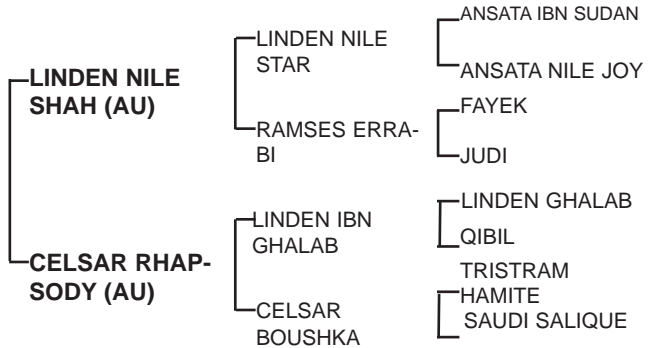 ANSATA IBN SUDAN
LINDEN NILE
STAR
ANSATA NILE JOY
LINDEN NILE
SHAH (AU)
FAYEK
RAMSES ERRA-
BI
JUDI
LINDEN GHALAB
LINDEN IBN
GHALAB
QIBIL
CELSAR RHAP-
SODY (AU)
TRISTRAM
HAMITE
CELSAR
BOUSHKA
SAUDI SALIQUE